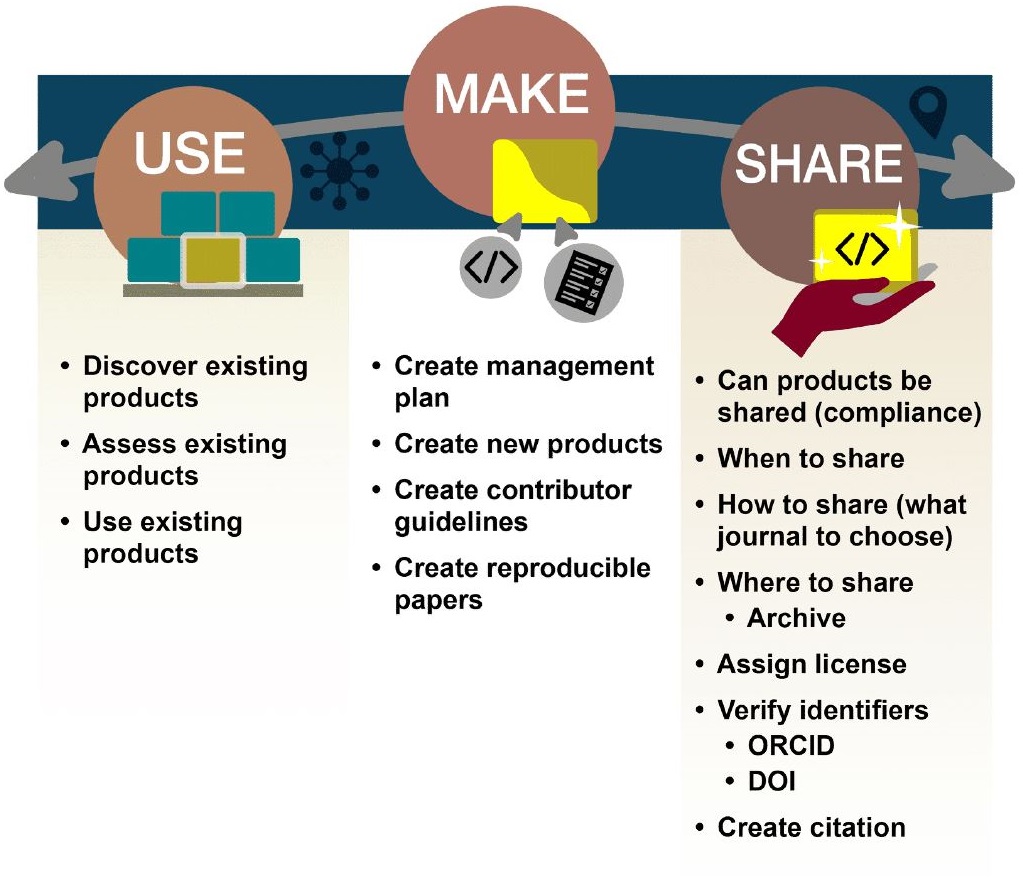 USE
MAKE
SHARE
</>
</>
• Discover existing
products
• Assess existing
products
• Use existing
products
• Create management
plan
• Create new products
• Create contributor
guidelines
• Create reproducible
papers
• Can products be
shared (compliance)
• When to share
• How to share (what
journal to choose)
• Where to share
• Archive
• Assign license
• Verify identifiers
• ORCID
• DOI
• Create citation